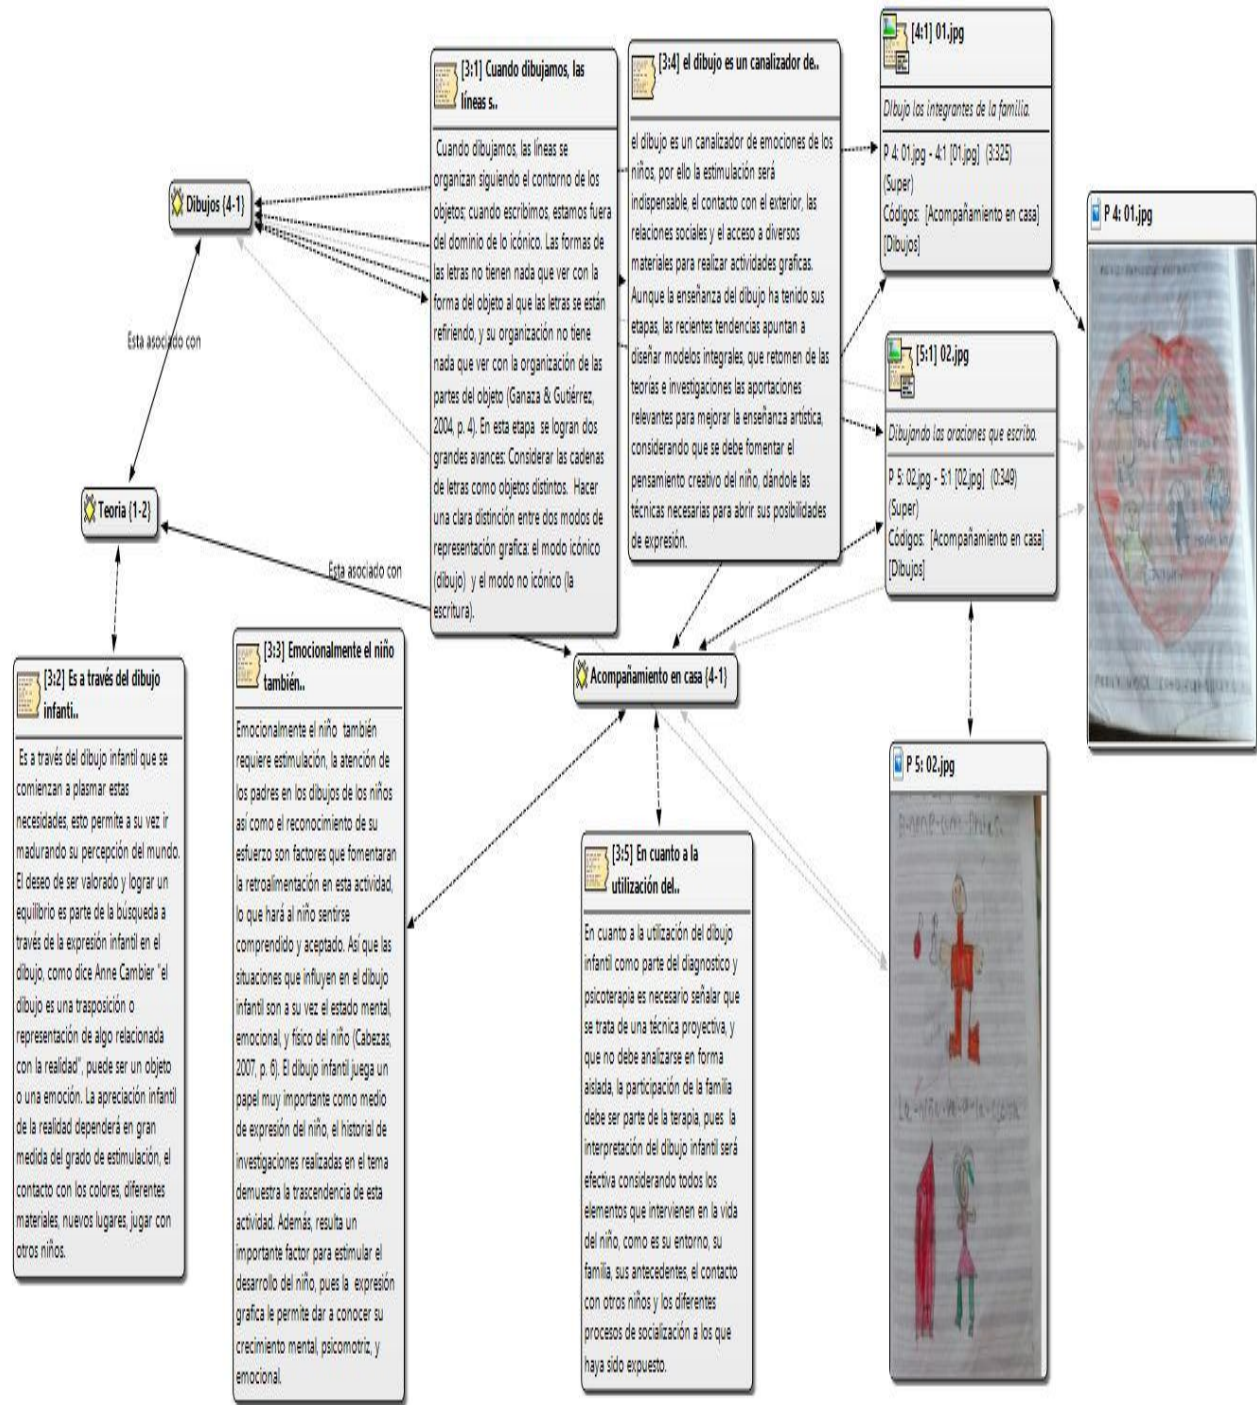 Dibujos {4-1}
Esta asociado con
Teoria {1-2}
Esta asociado con
[3:2] Es a través del dibujo
infanti..
Es a través del dibujo infantil que se
comienzan a plasmar estas
necesidades, esto permite a su vez ir
madurando su percepción del mundo.
El deseo de ser valorado y lograr un
equilibrio es parte de la búsqueda a
través de la expresión infantil en el
dibujo, como dice Anne Cambier "el
dibujo es una trasposición o
representación de algo relacionada
con la realidad", puede ser un objeto
o una emoción. La apreciación infantil
de la realidad dependerá en gran
medida del grado de estimulación, el
contacto con los colores, diferentes
materiales, nuevos lugares, jugar con
otros niños.
[3:3] Emocionalmente el niño
también..
Emocionalmente el niño también
requiere estimulación, la atención de
los padres en los dibujos de los niños
así como el reconocimiento de su
esfuerzo son factores que fomentaran
la retroalimentación en esta actividad,
lo que hará al niño sentirse
comprendido y aceptado. Así que las
situaciones que influyen en el dibujo
infantil son a su vez el estado mental,
emocional, y físico del niño (Cabezas,
2007, p. 6). El dibujo infantil juega un
papel muy importante como medio
de expresión del niño, el historial de
investigaciones realizadas en el tema
demuestra la trascendencia de esta
actividad. Además, resulta un
importante factor para estimular el
desarrollo del niño, pues la expresión
grafica le permite dar a conocer su
crecimiento mental, psicomotriz, y
emocional.
[3:1] Cuando dibujamos, las
líneas s..
Cuando dibujamos, las líneas se
organizan siguiendo el contorno de los
objetos; cuando escribimos, estamos fuera
del dominio de lo icónico. Las formas de
las letras no tienen nada que ver con la
forma del objeto al que las letras se están
refiriendo, y su organización no tiene
nada que ver con la organización de las
partes del objeto (Ganaza & Gutiérrez,
2004, p. 4). En esta etapa se logran dos
grandes avances: Considerar las cadenas
de letras como objetos distintos. Hacer
una clara distinción entre dos modos de
representación grafica: el modo icónico
(dibujo) y el modo no icónico (la
escritura).
[3:4] el dibujo es un canalizador de..
el dibujo es un canalizador de emociones de los
niños, por ello la estimulación será
indispensable, el contacto con el exterior, las
relaciones sociales y el acceso a diversos
materiales para realizar actividades graficas.
Aunque la enseñanza del dibujo ha tenido sus
etapas, las recientes tendencias apuntan a
diseñar modelos integrales, que retomen de las
teorías e investigaciones las aportaciones
relevantes para mejorar la enseñanza artística,
considerando que se debe fomentar el
pensamiento creativo del niño, dándole las
técnicas necesarias para abrir sus posibilidades
de expresión.
Acompañamiento en casa {4-1}
[3:5] En cuanto a la
utilización del..
En cuanto a la utilización del dibujo
infantil como parte del diagnostico y
psicoterapia es necesario señalar que
se trata de una técnica proyectiva, y
que no debe analizarse en forma
aislada, la participación de la familia
debe ser parte de la terapia, pues la
interpretación del dibujo infantil será
efectiva considerando todos los
elementos que intervienen en la vida
del niño, como es su entorno, su
familia, sus antecedentes, el contacto
con otros niños y los diferentes
procesos de socialización a los que
haya sido expuesto.
[4:1] 01.jpg
Dibujo los integrantes de la familia.
P 4: 01.jpg - 4:1 [01.jpg] (3:325)
(Super)
Códigos: [Acompañamiento en casa]
[Dibujos]
[5:1] 02.jpg
Dibujando las oraciones que escribo.
P 5: 02.jpg - 5:1 [02.jpg] (0:349)
(Super)
Códigos: [Acompañamiento en casa]
[Dibujos]
P 4: 01.jpg
P 5: 02.jpg